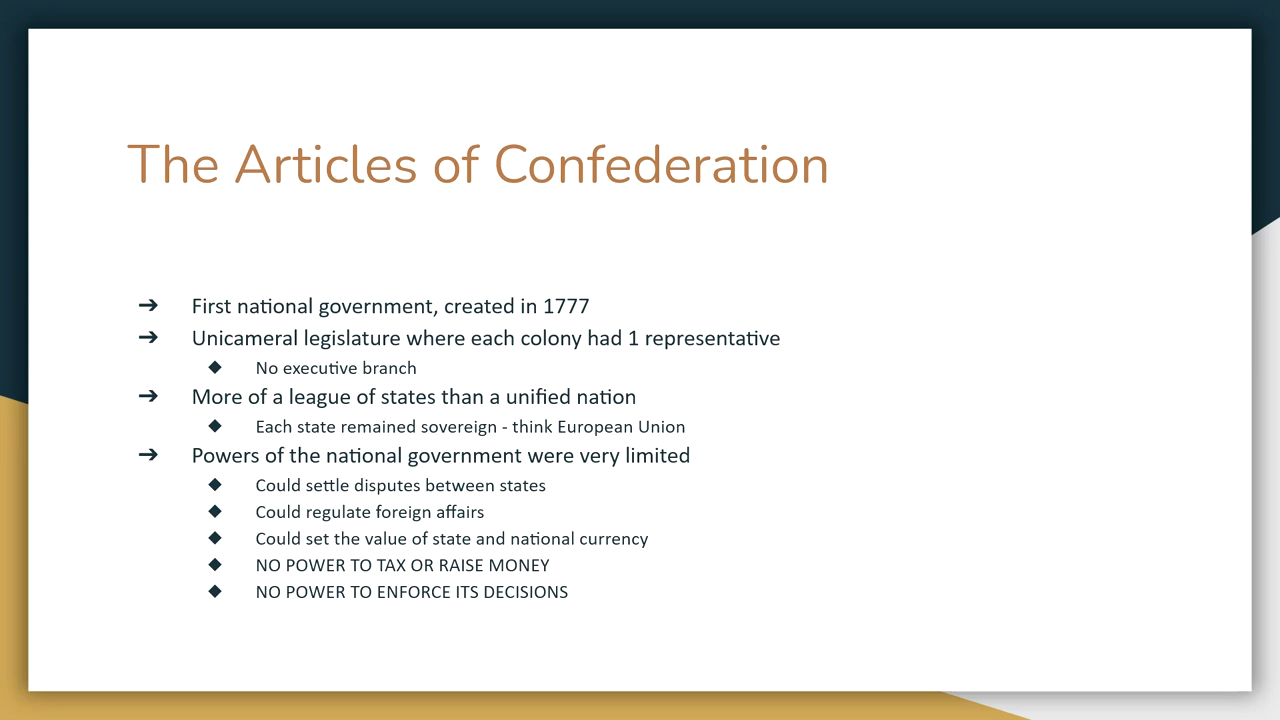 The Articles of Confederation
➔ First national government, created in 1777
➔ Unicameral legislature where each colony had 1 representative
◆ No executive branch
➔ More of a league of states than a unified nation
◆ Each state remained sovereign - think European Union
➔ Powers of the national government were very limited
◆ Could settle disputes between states
◆ Could regulate foreign affairs
◆ Could set the value of state and national currency
◆ NO POWER TO TAX OR RAISE MONEY
◆ NO POWER TO ENFORCE ITS DECISIONS